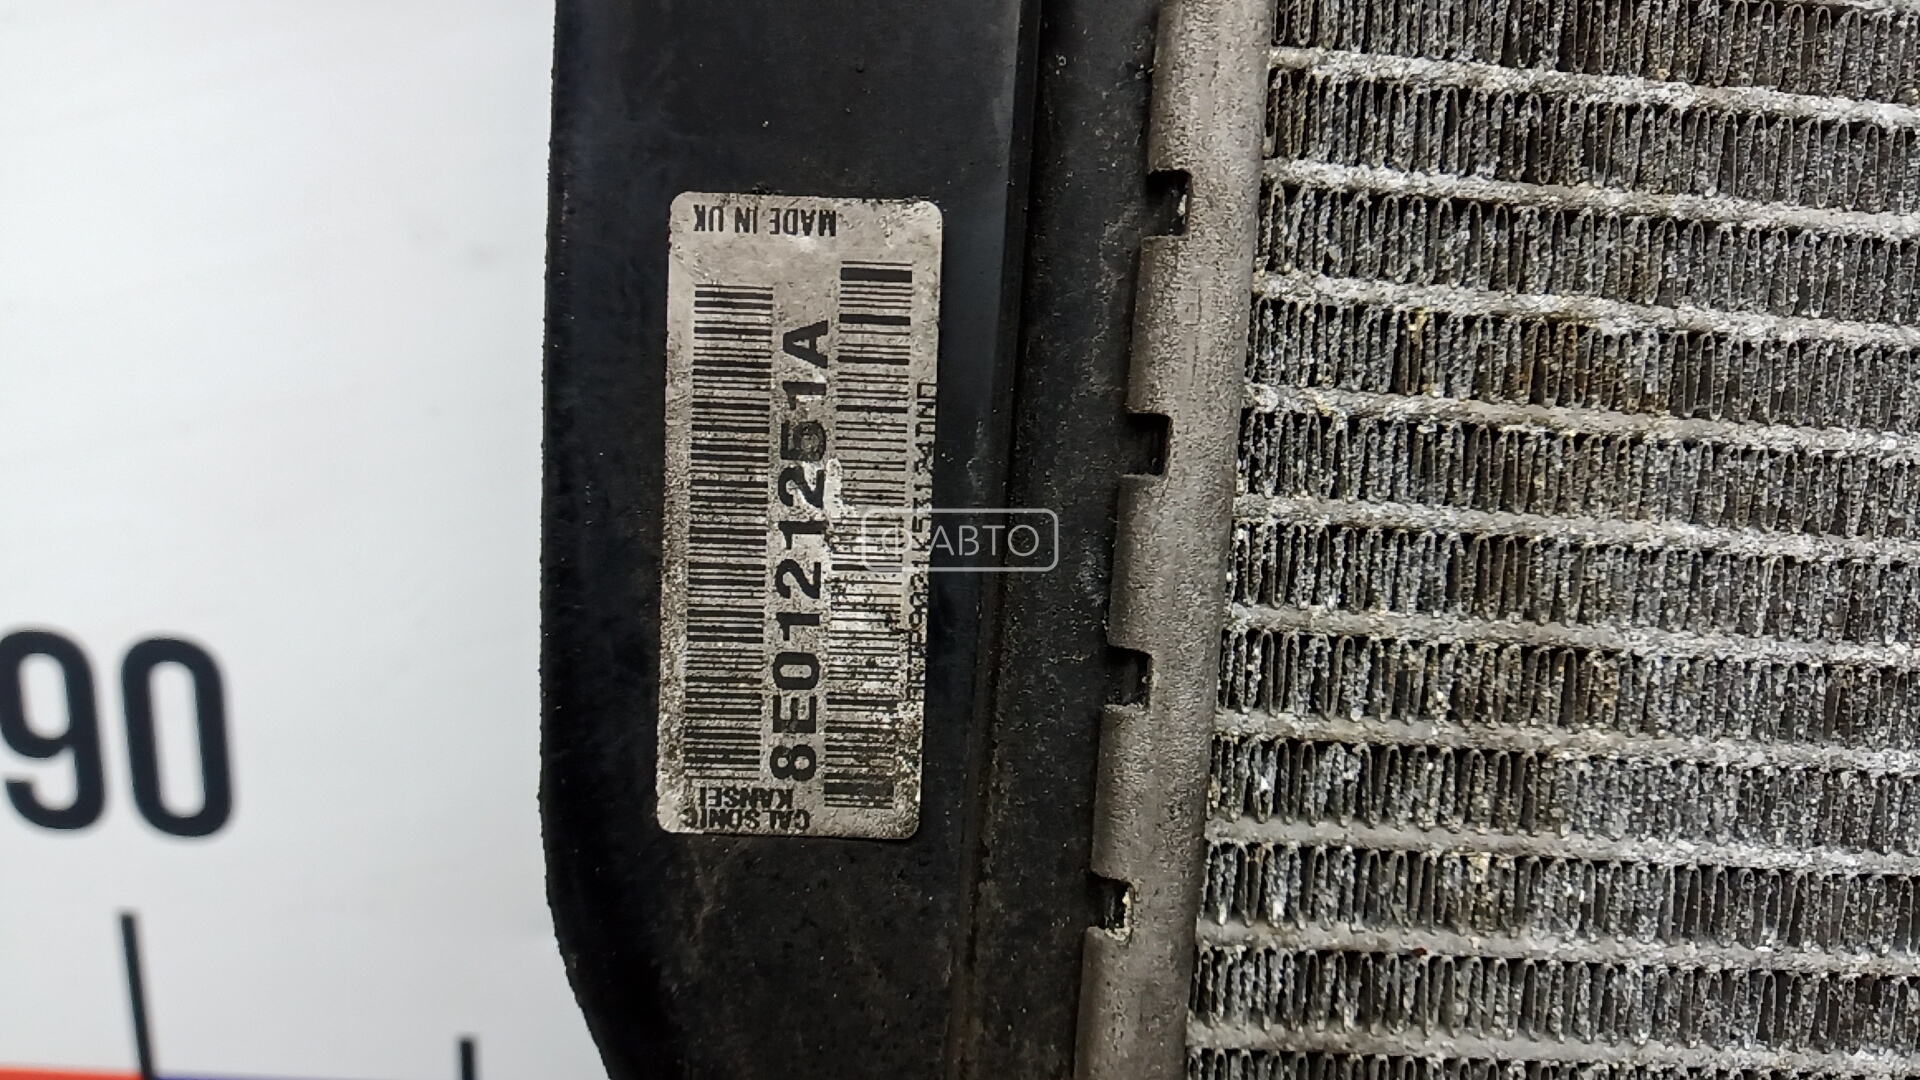 MADE IN UK
8E0121251A
CALSONIC
KANSEI
АВТО
90